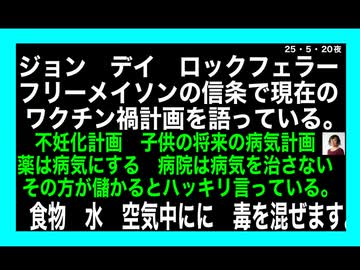 25・5・20夜
ジョン　デイ　ロックフェラー
フリーメイソンの信条で現在の
ワクチン禍計画を語っている。
不妊化計画　子供の将来の病気計画
薬は病気にする　病院は病気を治さない
その方が儲かるとハッキリ言っている。
食物　水　空気中にに　毒を混ぜます。